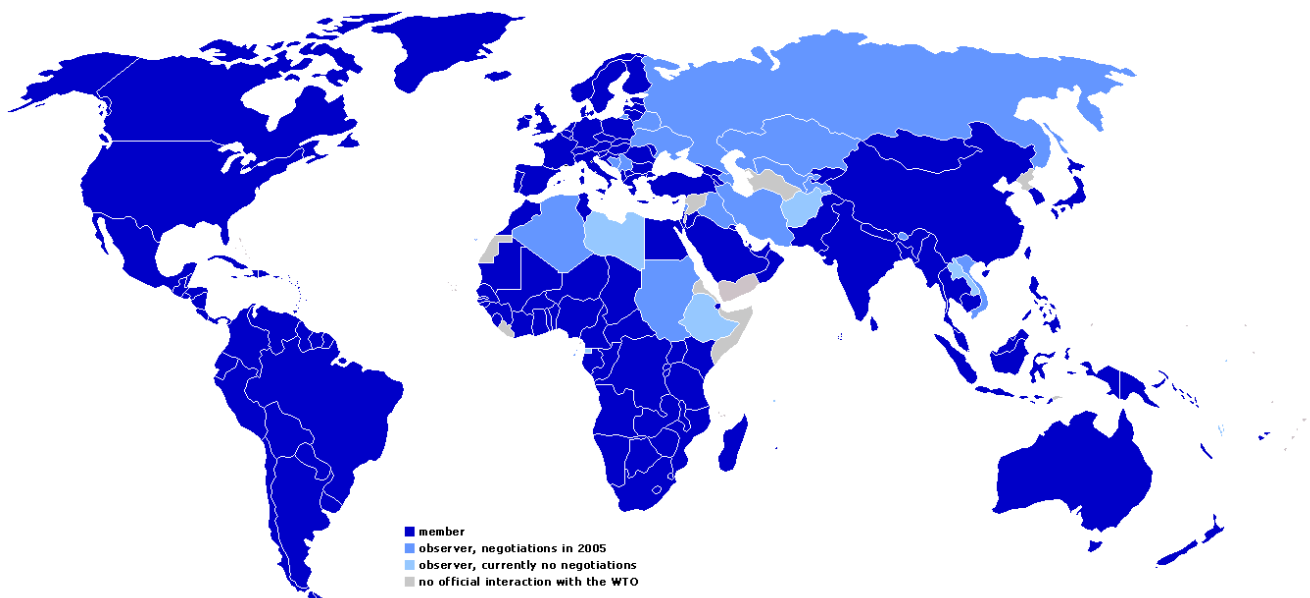 member
observer, negotiations in 2005
observer, currently no negotiations
no official interaction with the WTO